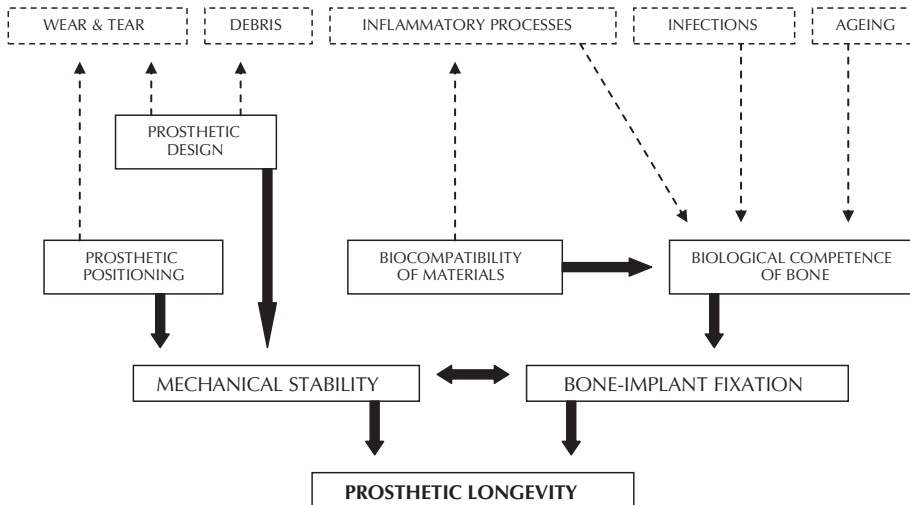 WEAR & TEAR
DEBRIS
INFLAMMATORY PROCESSES
INFECTIONS
AGEING
PROSTHETIC
DESIGN
PROSTHETIC
POSITIONING
BIOCOMPATIBILITY
OF MATERIALS
BIOLOGICAL COMPETENCE
OF BONE
MECHANICAL STABILITY
BONE-IMPLANT FIXATION
PROSTHETIC LONGEVITY